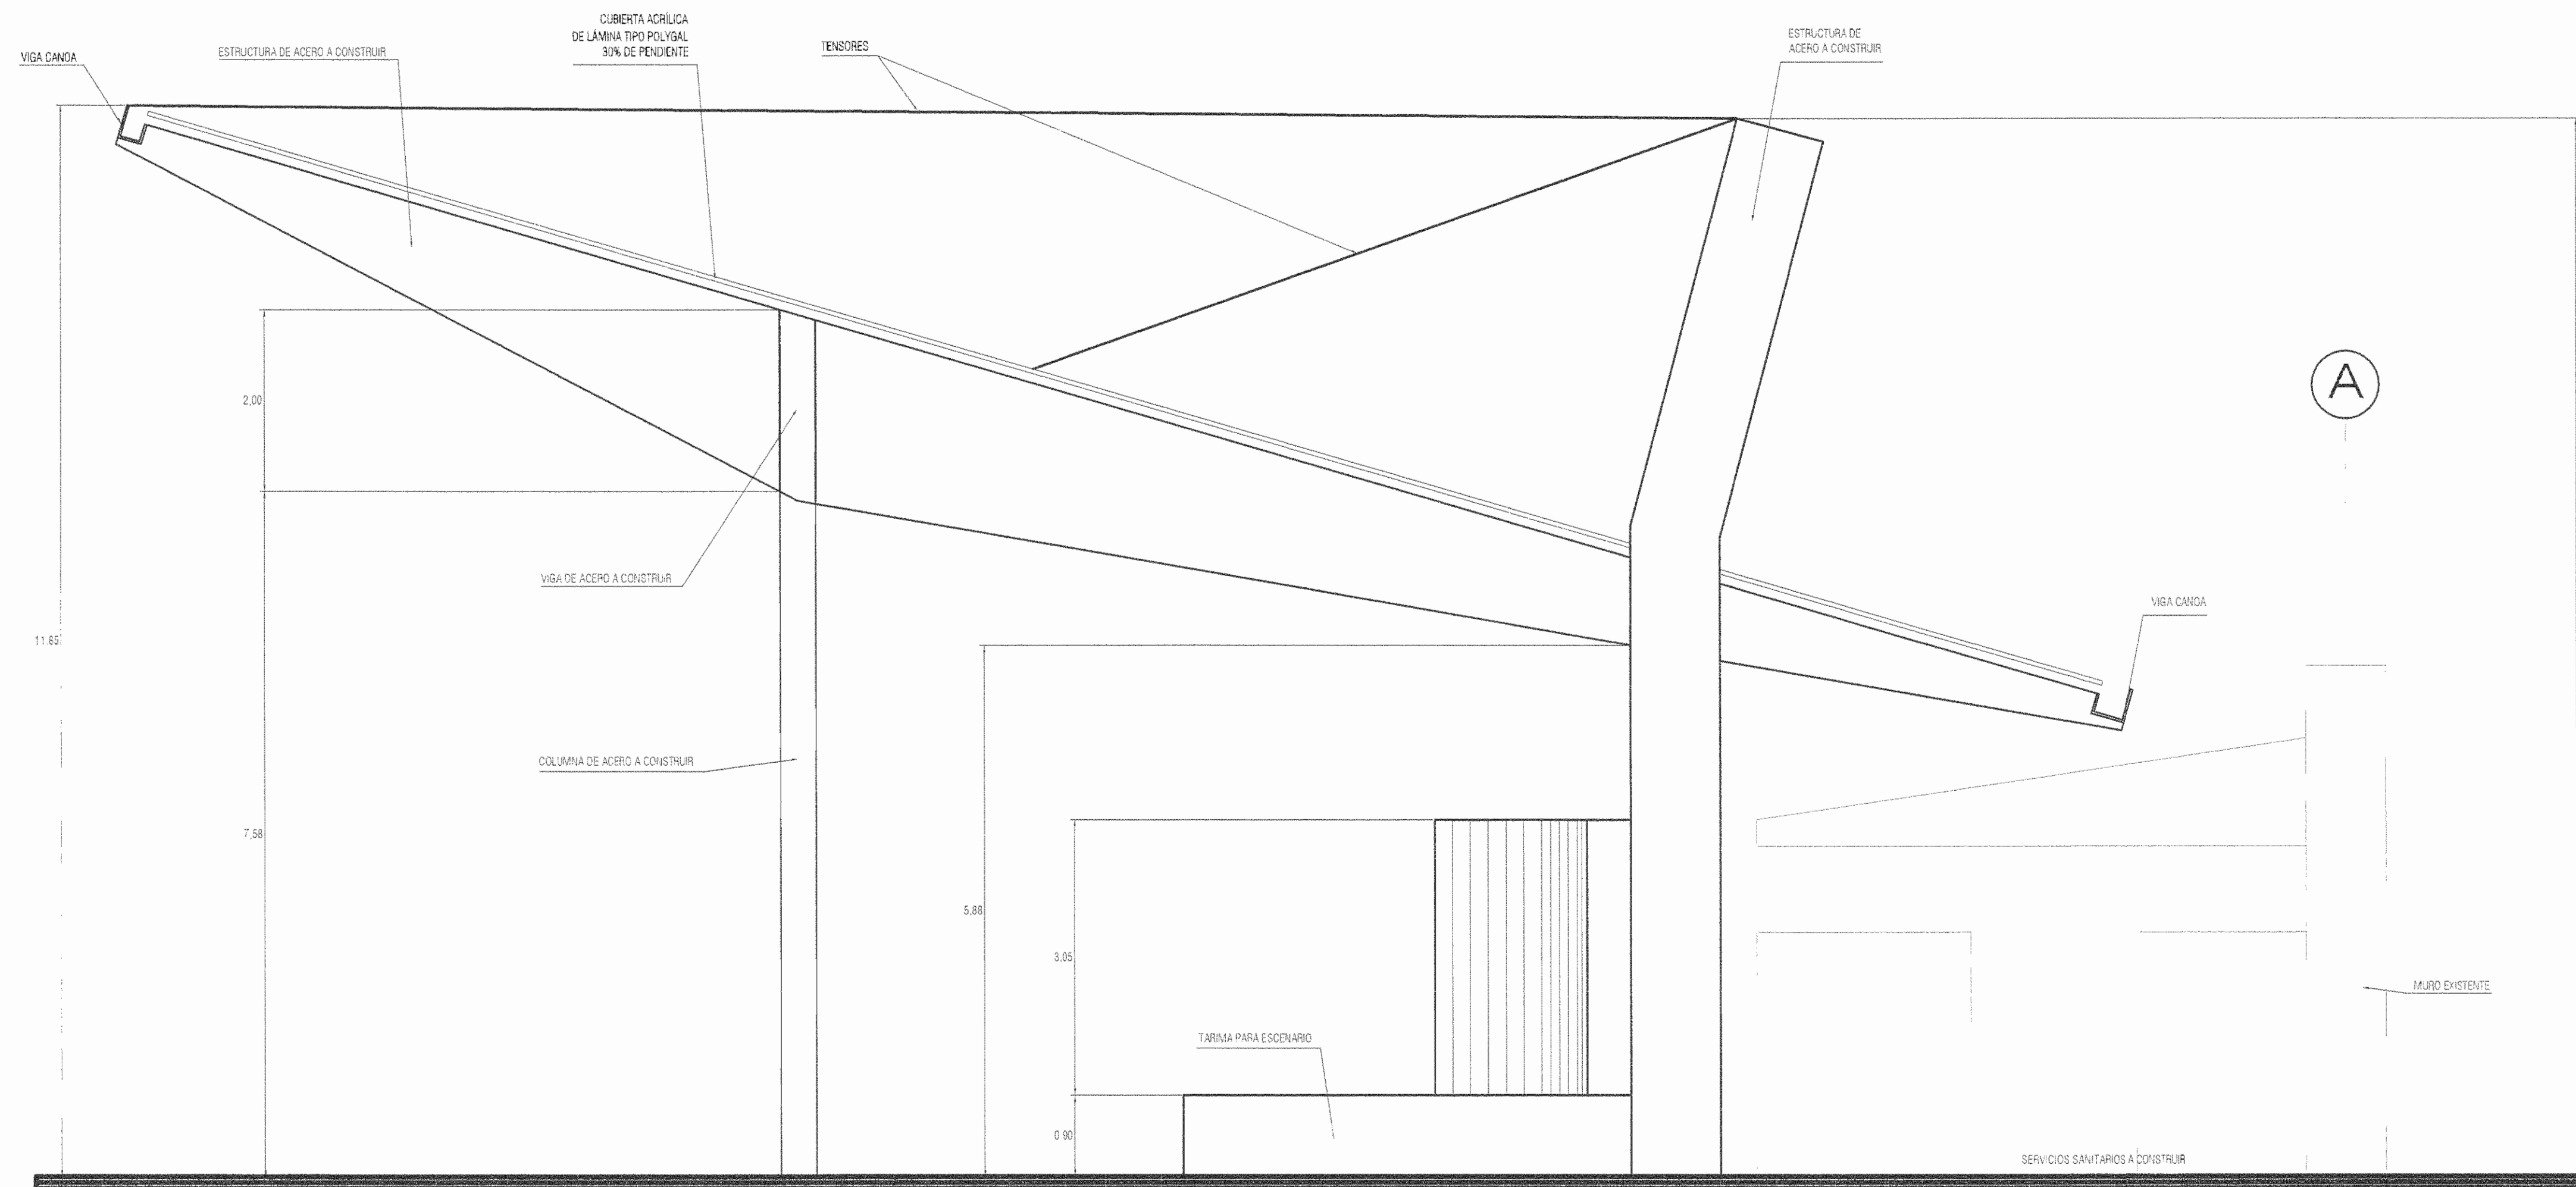 CUBIERTA ACRÍLICA
DE LÁMINA TIPO POLYGAL
30% DE PENDIENTE
VIGA CANOA
ESTRUCTURA DE ACERO A CONSTRUIR
TENSORES
ESTRUCTURA DE
ACERO A CONSTRUIR
A
2,00
VIGA DE ACERO A CONSTRUIR
VIGA CANOA
11.65
COLUMNA DE ACERO A CONSTRUIR
7,58
5,88
3,05
MURO EXISTENTE
TARIMA PARA ESCENARIO
0 90
SERVICIOS SANITARIOS A CONSTRUIR